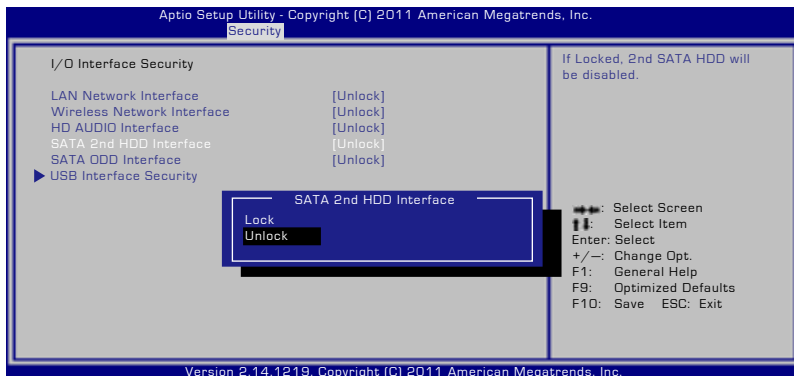 Aptio Setup Utility - Copyright (C) 2011 American Megatrends, Inc.
Security
I/O Interface Security
LAN Network Interface [Unlock]
Wireless Network Interface [Unlock]
HD AUDIO Interface [Unlock]
SATA 2nd HDD Interface [Unlock]
SATA ODD Interface [Unlock]
USB Interface Security
SATA 2nd HDD Interface
Lock
Unlock
If Locked, 2nd SATA HDD will
be disabled.
: Select Screen
: Select Item
Enter: Select
+/—: Change Opt.
F1: General Help
F9: Optimized Defaults
F10: Save ESC: Exit
Version 2.14.1219. Copyright (C) 2011 American Megatrends, Inc.